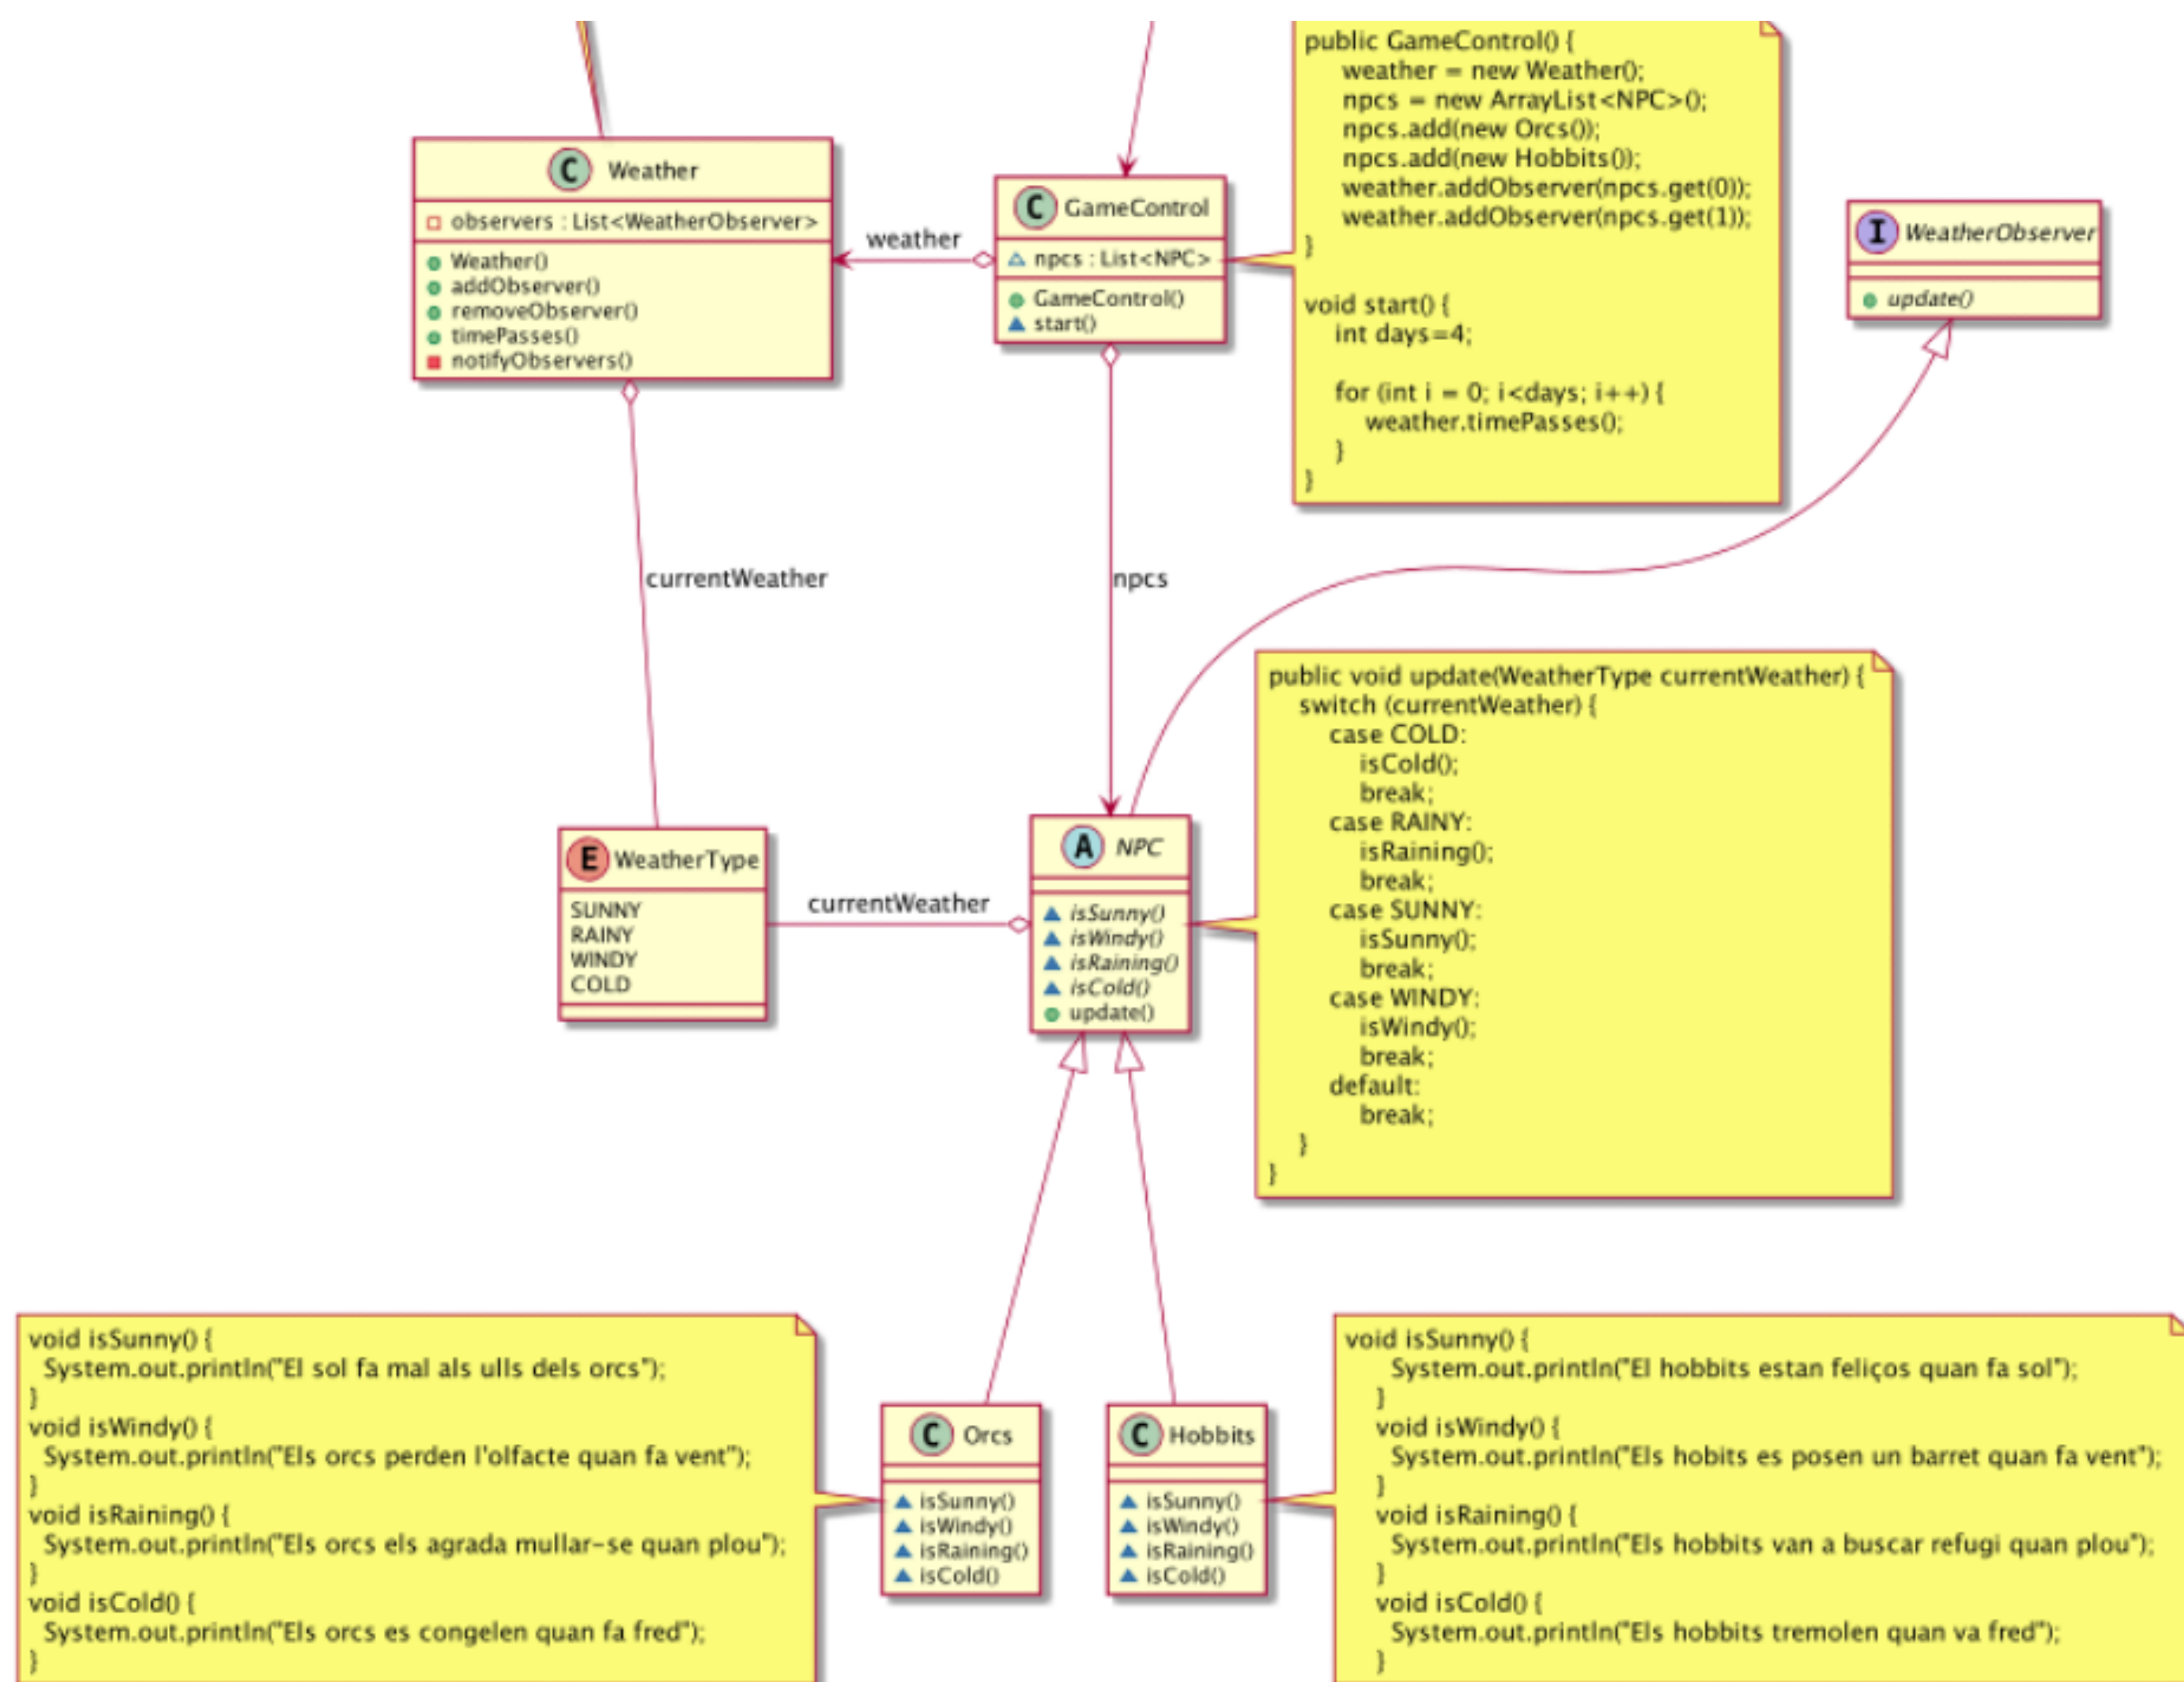 C Weather
observers : List<WeatherObserver>
Weather()
addObserver()
removeObserver()
timePasses()
notifyObservers()
weather
C GameControl
npcs : List<NPC>
GameControl()
start()
public GameControl() {
weather = new Weather();
npcs = new ArrayList<NPC>();
npcs.add(new Orcs());
npcs.add(new Hobbits());
weather.addObserver(npcs.get(0));
weather.addObserver(npcs.get(1));
}
void start() {
int days=4;
for (int i = 0; i<days; i++) {
weather.timePasses();
}
}
I WeatherObserver
update()
currentWeather
npcs
E WeatherType
SUNNY
RAINY
WINDY
COLD
currentWeather
A NPC
isSunny()
isWindy()
isRaining()
isCold()
update()
public void update(WeatherType currentWeather) {
switch (currentWeather) {
case COLD:
isCold();
break;
case RAINY:
isRaining();
break;
case SUNNY:
isSunny();
break;
case WINDY:
isWindy();
break;
default:
break;
}
}
void isSunny() {
System.out.println("El sol fa mal als ulls dels orcs");
}
void isWindy() {
System.out.println("Els orcs perden l'olfacte quan fa vent");
}
void isRaining() {
System.out.println("Els orcs els agrada mullar-se quan plou");
}
void isCold() {
System.out.println("Els orcs es congelen quan fa fred");
}
C Orcs
isSunny()
isWindy()
isRaining()
isCold()
C Hobbits
isSunny()
isWindy()
isRaining()
isCold()
void isSunny() {
System.out.println("El hobbits estan feliços quan fa sol");
}
void isWindy() {
System.out.println("Els hobits es posen un barret quan fa vent");
}
void isRaining() {
System.out.println("Els hobbits van a buscar refugi quan plou");
}
void isCold() {
System.out.println("Els hobbits tremolen quan va fred");
}